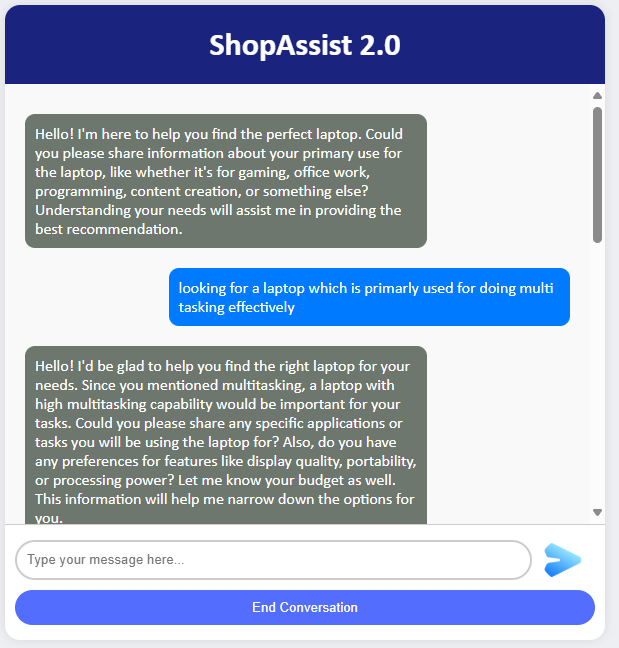 ShopAssist 2.0
Hello! I'm here to help you find the perfect laptop. Could
you please share information about your primary use for
the laptop, like whether it's for gaming, office work,
programming, content creation, or something else?
Understanding your needs will assist me in providing the
best recommendation.
looking for a laptop which is primarly used for doing multi
tasking effectively
Hello! I'd be glad to help you find the right laptop for your
needs. Since you mentioned multitasking, a laptop with
high multitasking capability would be important for your
tasks. Could you please share any specific applications or
tasks you will be using the laptop for? Also, do you have
any preferences for features like display quality, portability,
or processing power? Let me know your budget as well.
This information will help me narrow down the options for
you.
Type your message here...
End Conversation